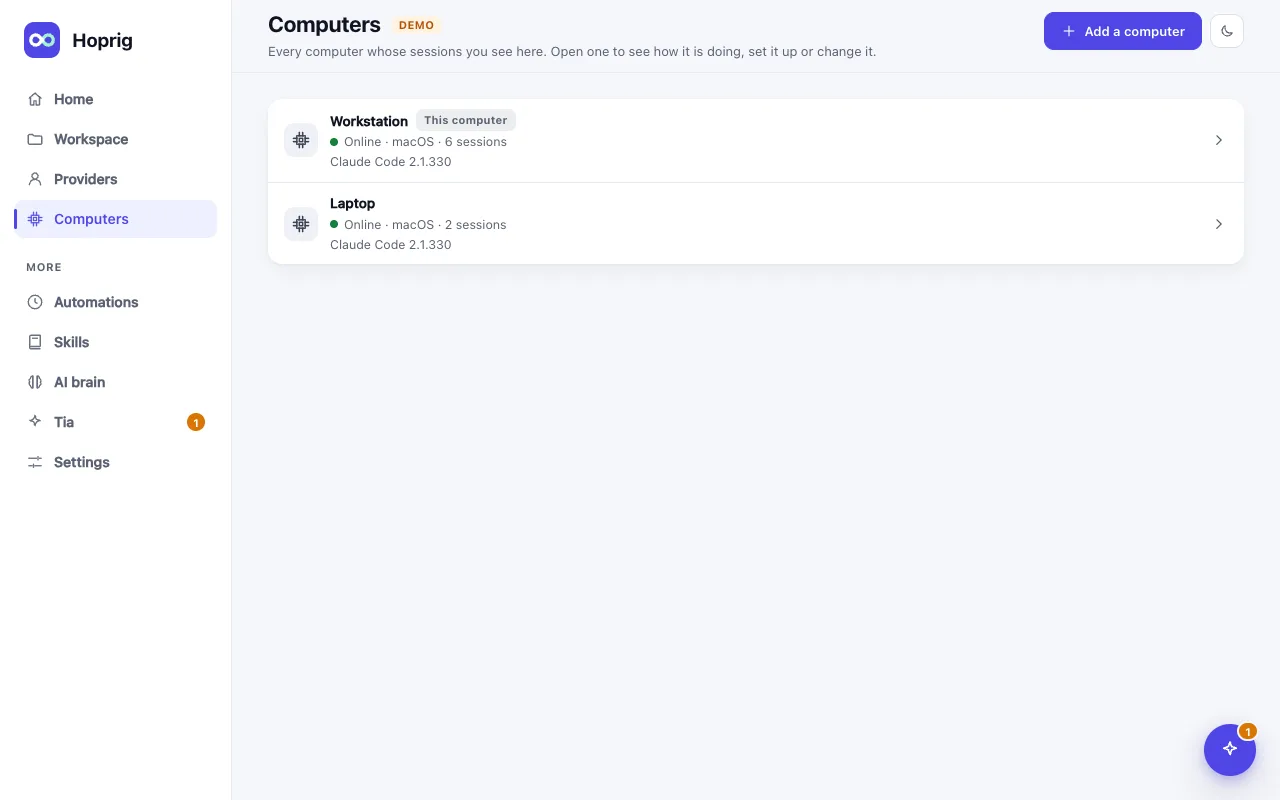 Hoprig
Home
Workspace
Providers
Computers
MORE
Automations
Skills
AI brain
Tia
1
Settings
Computers
DEMO
Every computer whose sessions you see here. Open one to see how it is doing, set it up or change it.
Add a computer
Workstation
This computer
Online · macOS · 6 sessions
Claude Code 2.1.330
Laptop
Online · macOS · 2 sessions
Claude Code 2.1.330
1